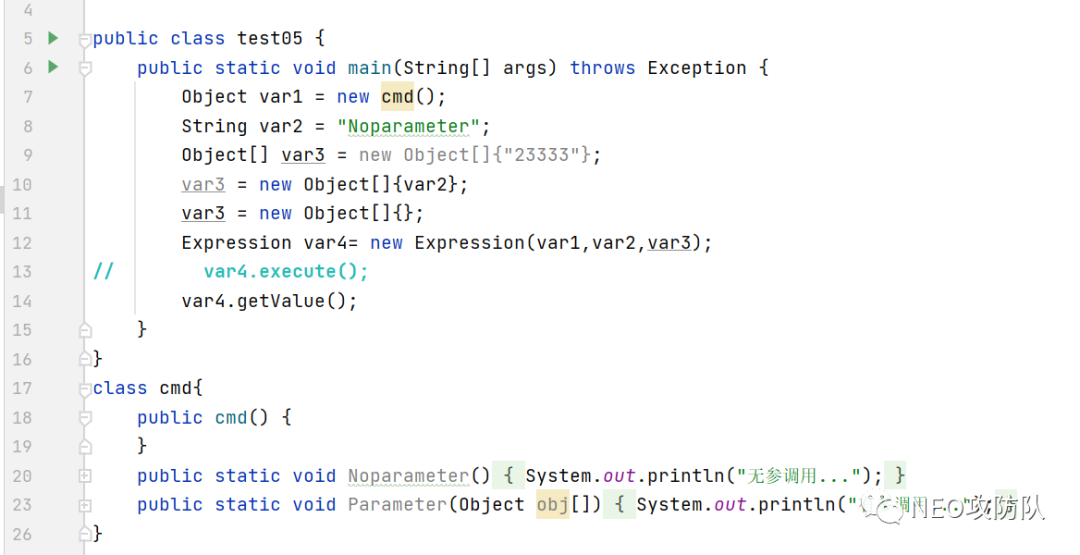 4
5 public class test05 {
6 public static void main(String[] args) throws Exception {
7 Object var1 = new cmd();
8 String var2 = "Noparameter";
9 Object[] var3 = new Object[]{"23333"};
10 var3 = new Object[]{var2};
11 var3 = new Object[]{};
12 Expression var4= new Expression(var1,var2,var3);
13 // var4.execute();
14 var4.getValue();
15 }
16 }
17 class cmd{
18 public cmd() {
19 }
20 public static void Noparameter() { System.out.println("无参调用..."); }
23 public static void Parameter(Object obj[]) { System.out.println("调用..."); }
26 }
NEO攻防队